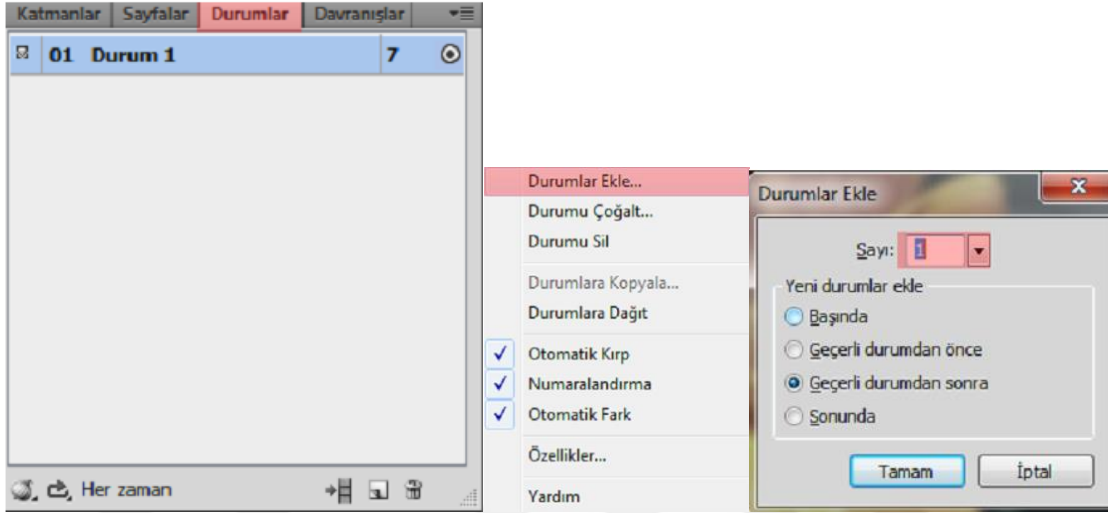 Katmanlar Sayfalar Durumlar Davranışlar
01 Durum 1 7
Her zaman
Durumlar Ekle...
Durumu Çoğalt...
Durumu Sil
Durumlara Kopyala...
Durumlara Dağıt
Otomatik Kırp
Numaralandırma
Otomatik Fark
Özellikler...
Yardım
Durumlar Ekle
Sayı: 1
Yeni durumlar ekle
Başında
Geçerli durumdan önce
Geçerli durumdan sonra
Sonunda
Tamam İptal